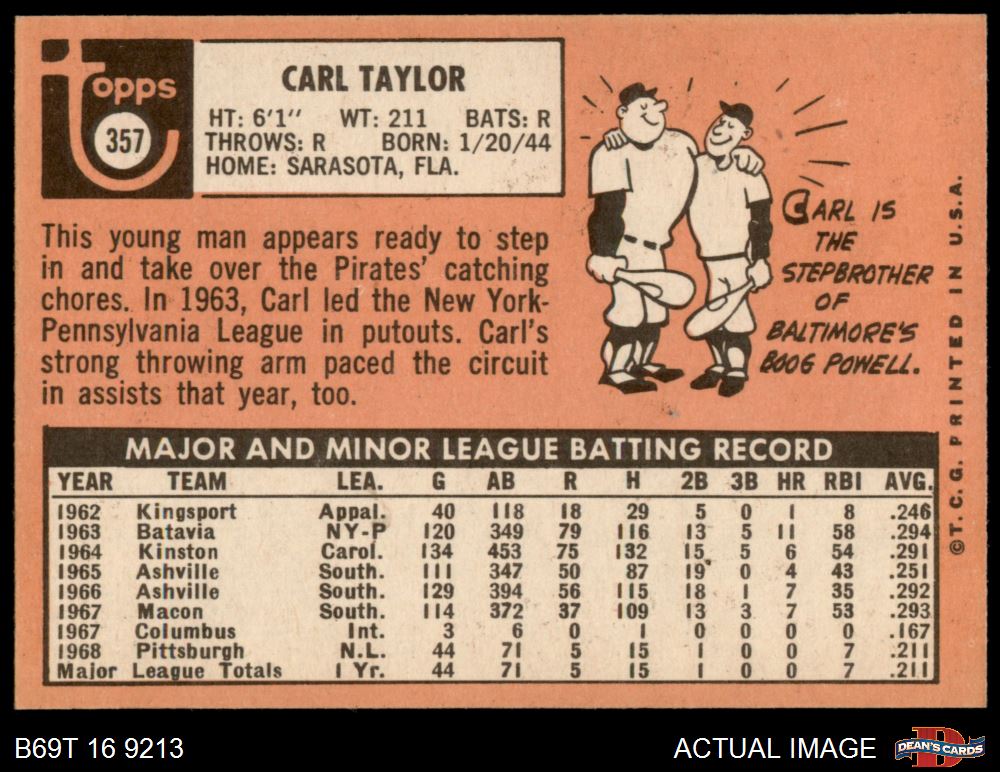 Topps
357
CARL TAYLOR
HT: 6'1" WT: 211 BATS: R
THROWS: R BORN: 1/20/44
HOME: SARASOTA, FLA.
This young man appears ready to step
in and take over the Pirates' catching
chores. In 1963, Carl led the New York-
Pennsylvania League in putouts. Carl's
strong throwing arm paced the circuit
in assists that year, too.
CARL IS
THE
STEPBROTHER
OF
BALTIMORE'S
BOOG POWELL.
©T.C.G. PRINTED IN U.S.A.
MAJOR AND MINOR LEAGUE BATTING RECORD
YEAR TEAM LEA. G AB R H 2B 3B HR RBI AVG.
1962 Kingsport Appal. 40 118 18 29 5 0 1 8 .246
1963 Batavia NY-P 120 349 79 116 13 5 11 58 .294
1964 Kinston Carol. 134 453 75 132 15 5 6 54 .291
1965 Ashville South. 111 347 50 87 19 0 4 43 .251
1966 Ashville South. 129 394 56 115 18 1 7 35 .292
1967 Macon South. 114 372 37 109 13 3 7 53 .293
1967 Columbus Int. 3 6 0 1 0 0 0 0 .167
1968 Pittsburgh N.L. 44 71 5 15 1 0 0 7 .211
Major League Totals 1 Yr. 44 71 5 15 1 0 0 7 .211
B69T 16 9213
ACTUAL IMAGE
DEAN'S CARDS